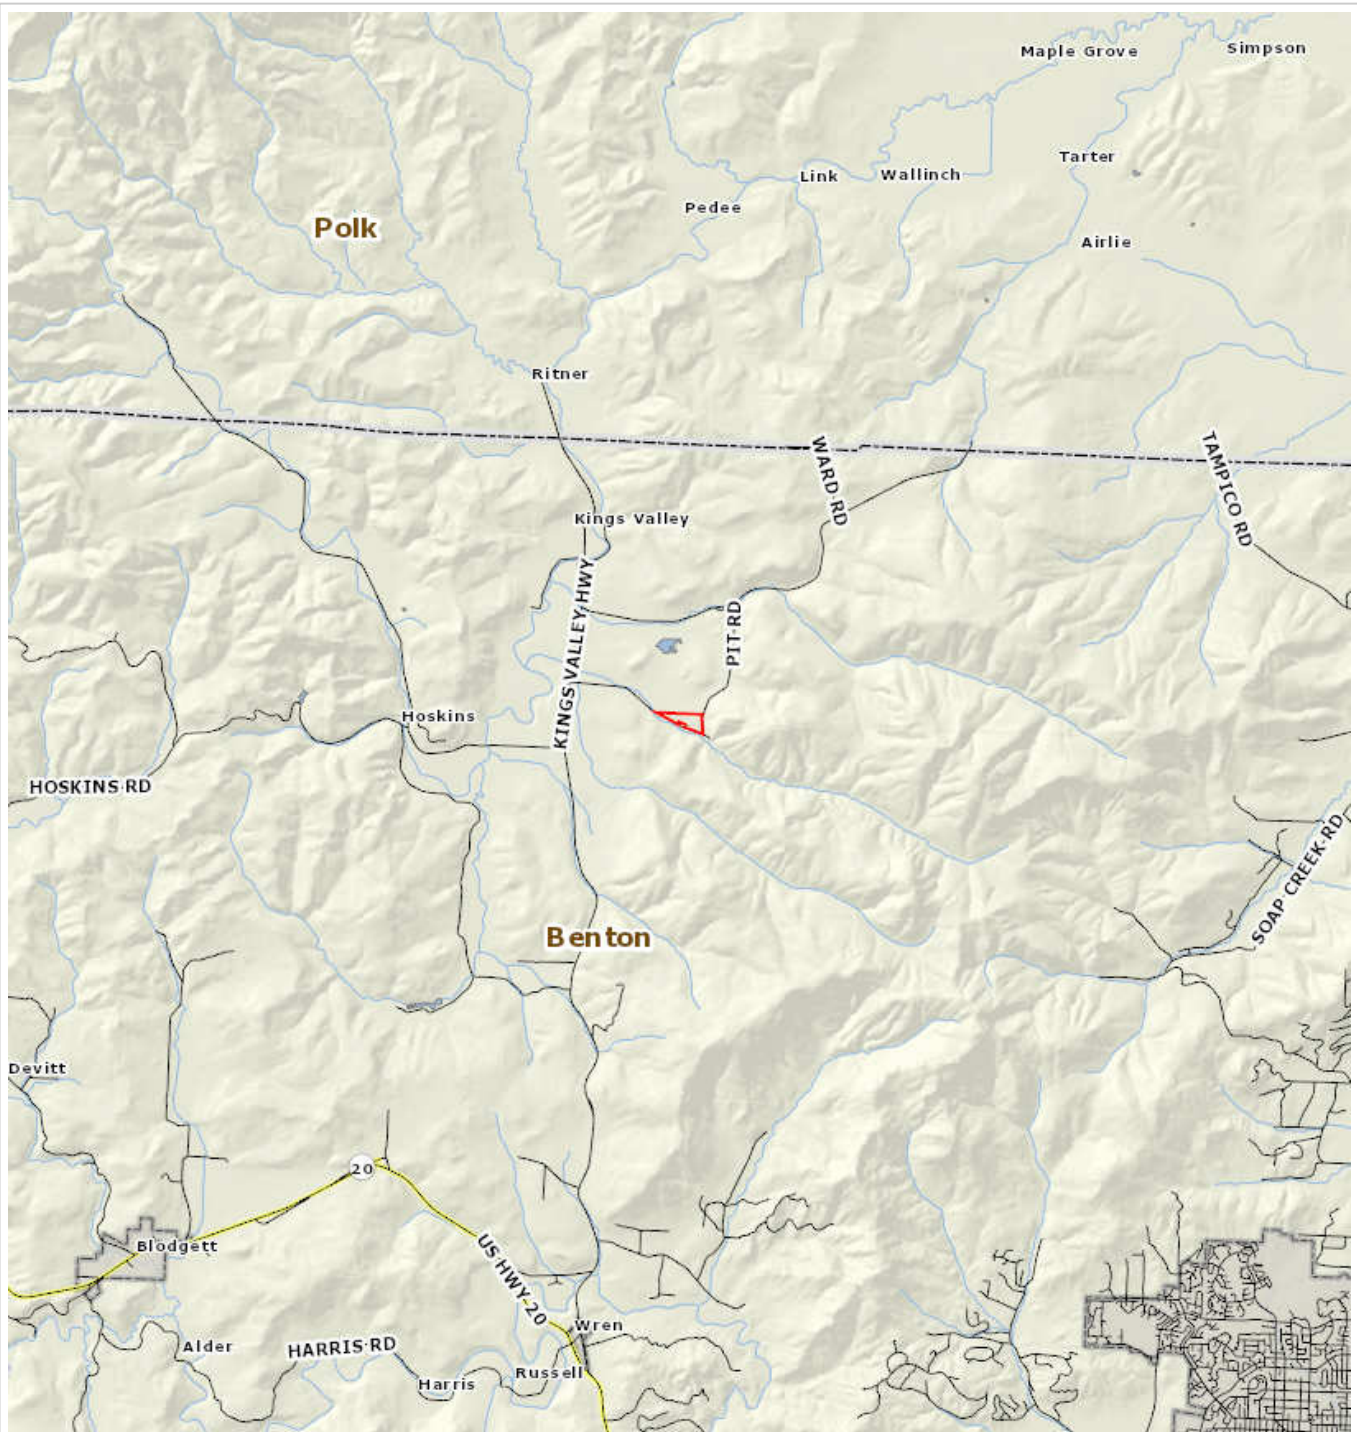 Maple Grove
Simpson
Tarter
Link
Wallinch
Pedee
Polk
Airlie
Ritner
WARD RD
TAMPICO RD
Kings Valley
KINGS VALLEY HWY
PIT RD
Hoskins
HOSKINS RD
SOAP CREEK RD
Benton
Devitt
20
Blodgett
US HWY 20
Wren
Alder
HARRIS RD
Russell
Harris